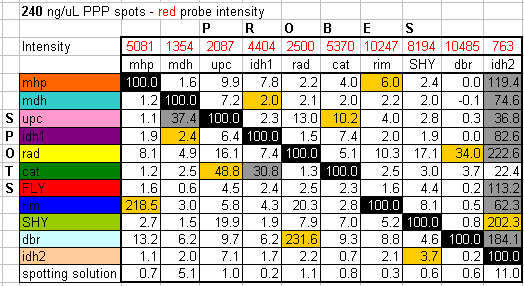 240 ng/uL PPP spots - red probe intensity
P R O B E S
Intensity 5081 1354 2087 4404 2500 5370 10247 8194 10485 763
mhp mdh upc idh1 rad cat rim SHY dbr idh2
mhp 100.0 1.6 9.9 7.8 2.2 4.0 6.0 2.4 0.0 119.4
mdh 1.2 100.0 7.2 2.0 2.1 2.0 2.2 2.0 -0.1 74.6
S upc 1.1 37.4 100.0 2.3 13.0 10.2 4.0 2.8 0.3 36.8
P idh1 1.9 2.4 6.4 100.0 1.5 7.4 2.0 1.9 0.0 82.6
O rad 8.1 4.9 16.1 7.4 100.0 5.1 10.3 17.1 34.0 222.6
T cat 1.2 2.5 48.8 30.8 1.3 100.0 2.5 3.0 3.7 22.4
S FLY 1.6 0.6 4.5 2.4 2.5 2.3 1.6 4.4 0.2 113.2
rim 218.5 3.0 5.8 4.3 20.3 2.8 100.0 8.1 0.5 62.3
SHY 2.7 1.5 19.9 1.9 7.9 7.0 5.2 100.0 0.8 202.3
dbr 13.2 6.2 9.7 6.2 231.6 9.3 8.8 4.6 100.0 184.1
idh2 1.1 2.0 7.1 1.7 2.2 0.7 2.1 3.7 0.2 100.0
spotting solution 0.7 5.1 1.0 0.2 1.1 0.8 0.3 0.6 0.6 11.0